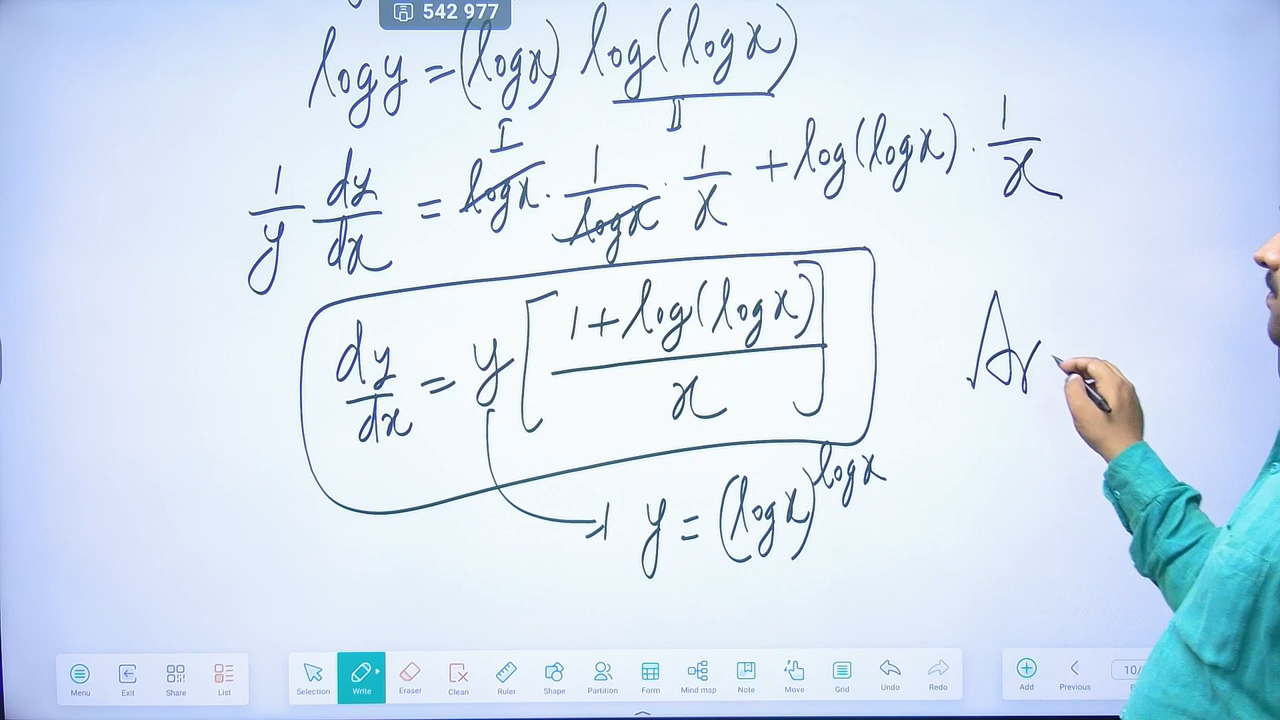 542 977
log y = (log x) log(log x)
I II
1/y dy/dx = log x · 1/log x · 1/x + log(log x) · 1/x
dy/dx = y [ 1 + log(log x) / x ]
Ar
y = (log x)^log x
Menu Exit Share List Selection Write Eraser Clean Ruler Shape Partition Form Mind map Note Move Grid Undo Redo Add Previous 10/